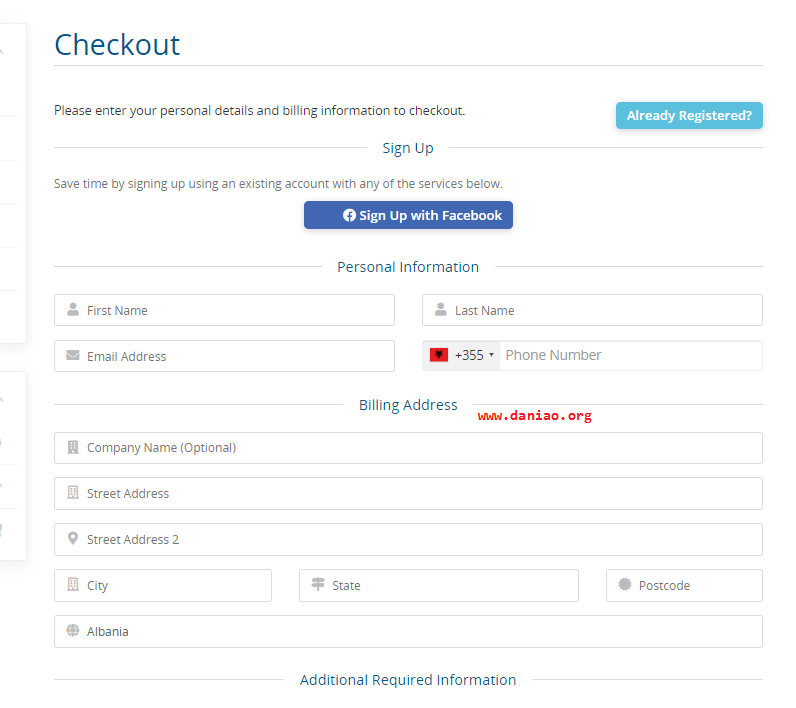 Checkout
Please enter your personal details and billing information to checkout.
Already Registered?
Sign Up
Save time by signing up using an existing account with any of the services below.
Sign Up with Facebook
Personal Information
First Name
Last Name
Email Address
+355
Phone Number
Billing Address
www.daniao.org
Company Name (Optional)
Street Address
Street Address 2
City
State
Postcode
Albania
Additional Required Information